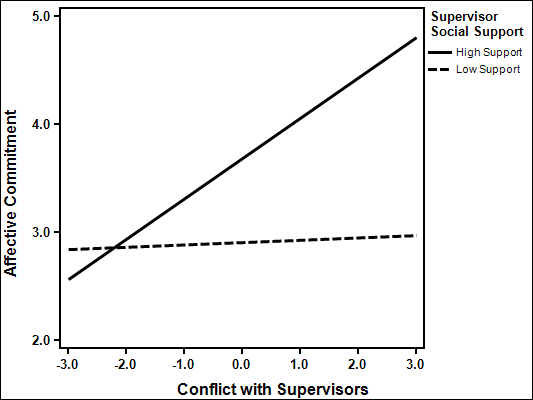 Supervisor
Social Support
High Support
Low Support
Affective Commitment
5.0
4.0
3.0
2.0
-3.0 -2.0 -1.0 0.0 1.0 2.0 3.0
Conflict with Supervisors